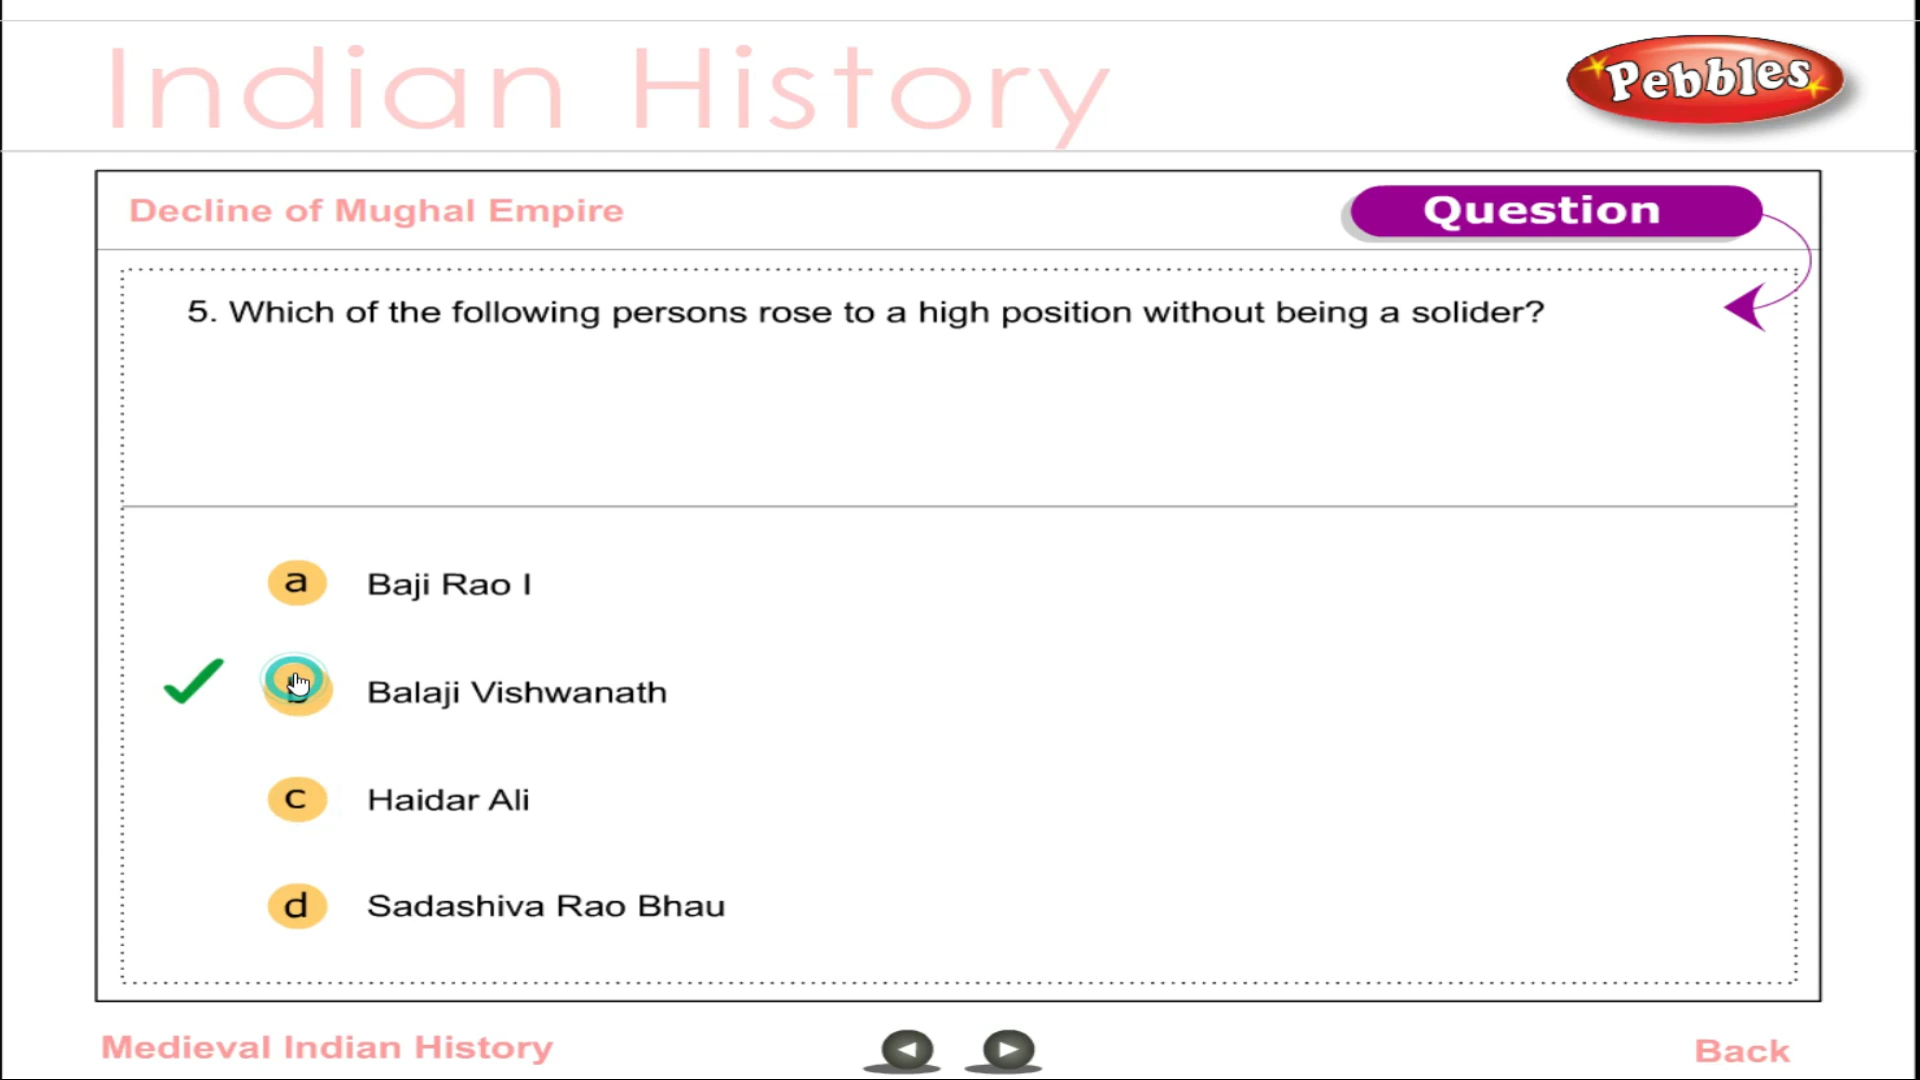 Indian History
Pebbles
Decline of Mughal Empire
Question
5. Which of the following persons rose to a high position without being a solider?
a Baji Rao I
Balaji Vishwanath
c Haidar Ali
d Sadashiva Rao Bhau
Medieval Indian History
Back